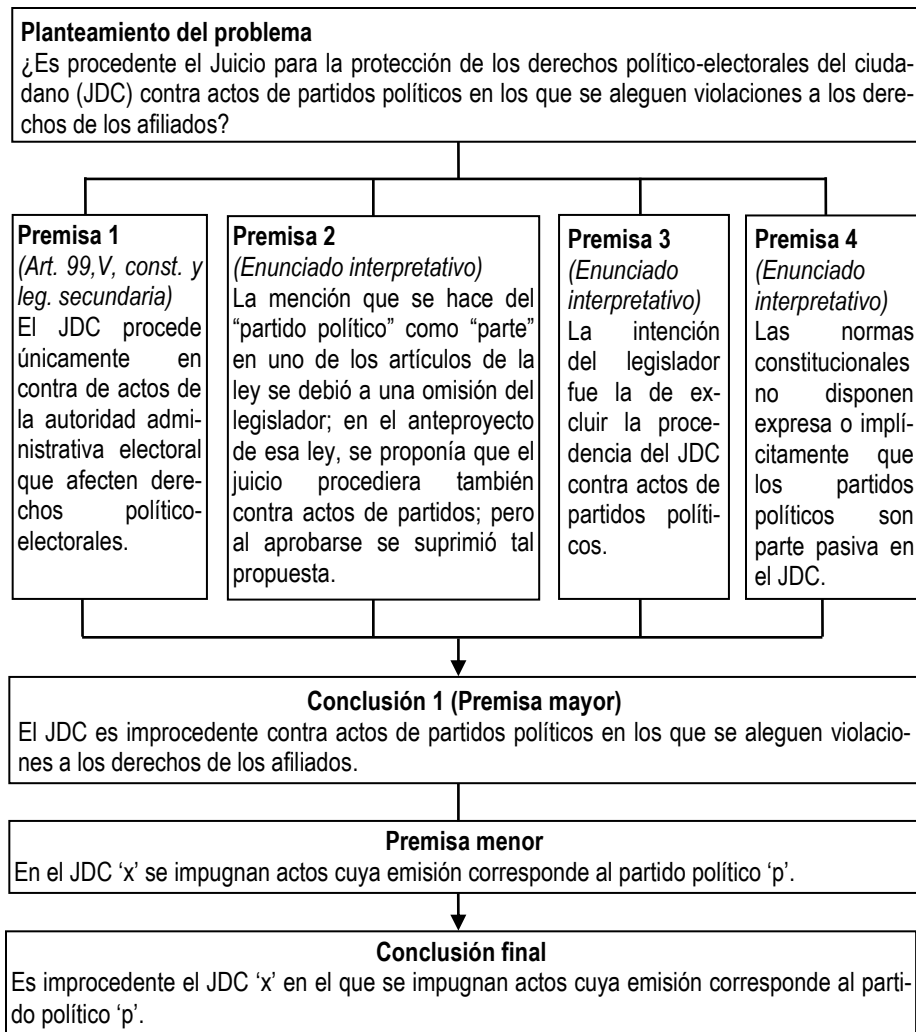 Planteamiento del problema
¿Es procedente el Juicio para la protección de los derechos político-electorales del ciuda-
dano (JDC) contra actos de partidos políticos en los que se aleguen violaciones a los dere-
chos de los afiliados?
Premisa 1
(Art. 99,V, const. y
leg. secundaria)
El JDC procede
únicamente en
contra de actos de
la autoridad admi-
nistrativa electoral
que afecten dere-
chos político-
electorales.
Premisa 2
(Enunciado interpretativo)
La mención que se hace del
“partido político” como “parte”
en uno de los artículos de la
ley se debió a una omisión del
legislador; en el anteproyecto
de esa ley, se proponía que el
juicio procediera también
contra actos de partidos; pero
al aprobarse se suprimió tal
propuesta.
Premisa 3
(Enunciado
interpretativo)
La intención
del legislador
fue la de ex-
cluir la proce-
dencia del JDC
contra actos de
partidos políti-
cos.
Premisa 4
(Enunciado
interpretativo)
Las normas
constitucionales
no disponen
expresa o implí-
citamente que
los partidos
políticos son
parte pasiva en
el JDC.
Conclusión 1 (Premisa mayor)
El JDC es improcedente contra actos de partidos políticos en los que se aleguen violacio-
nes a los derechos de los afiliados.
Premisa menor
En el JDC ‘x’ se impugnan actos cuya emisión corresponde al partido político ‘p’.
Conclusión final
Es improcedente el JDC ‘x’ en el que se impugnan actos cuya emisión corresponde al parti-
do político ‘p’.